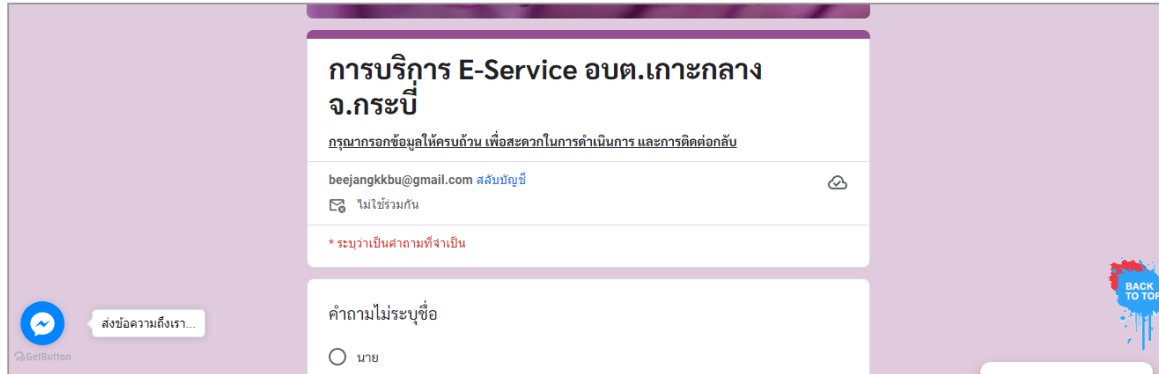 การบริการ E-Service อบต.เกาะกลาง
จ.กระบี่
กรุณากรอกข้อมูลให้ครบถ้วน เพื่อสะดวกในการดำเนินการ และการติดต่อกลับ
beejangkkbu@gmail.com สลับบัญชี
ไม่ใช้ร่วมกัน
* ระบุว่าเป็นคำถามที่จำเป็น
BACK
TO TOP
คำถามไม่ระบุชื่อ
ส่งข้อความถึงเรา...
GetButton
นาย